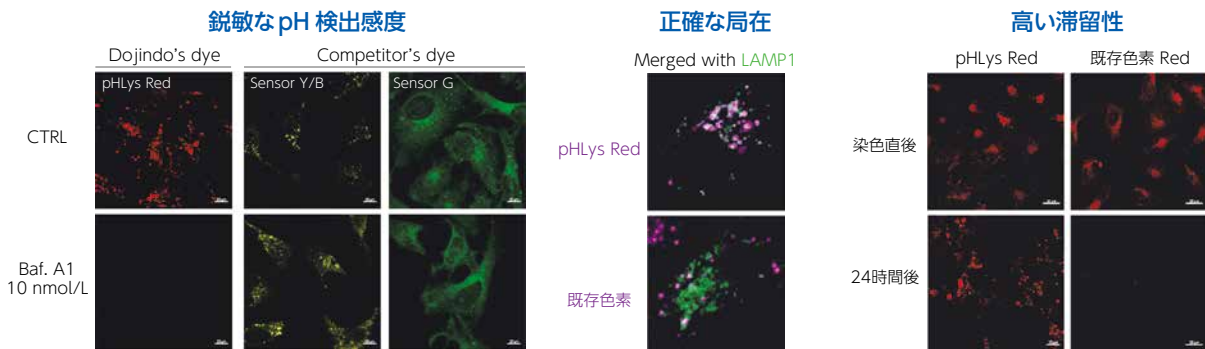 鋭敏なpH 検出感度
Dojindo's dye
Competitor's dye
pHLys Red
Sensor Y/B
Sensor G
CTRL
Baf. A1
10 nmol/L
正確な局在
Merged with LAMP1
pHLys Red
既存色素
高い滞留性
pHLys Red
既存色素 Red
染色直後
24時間後